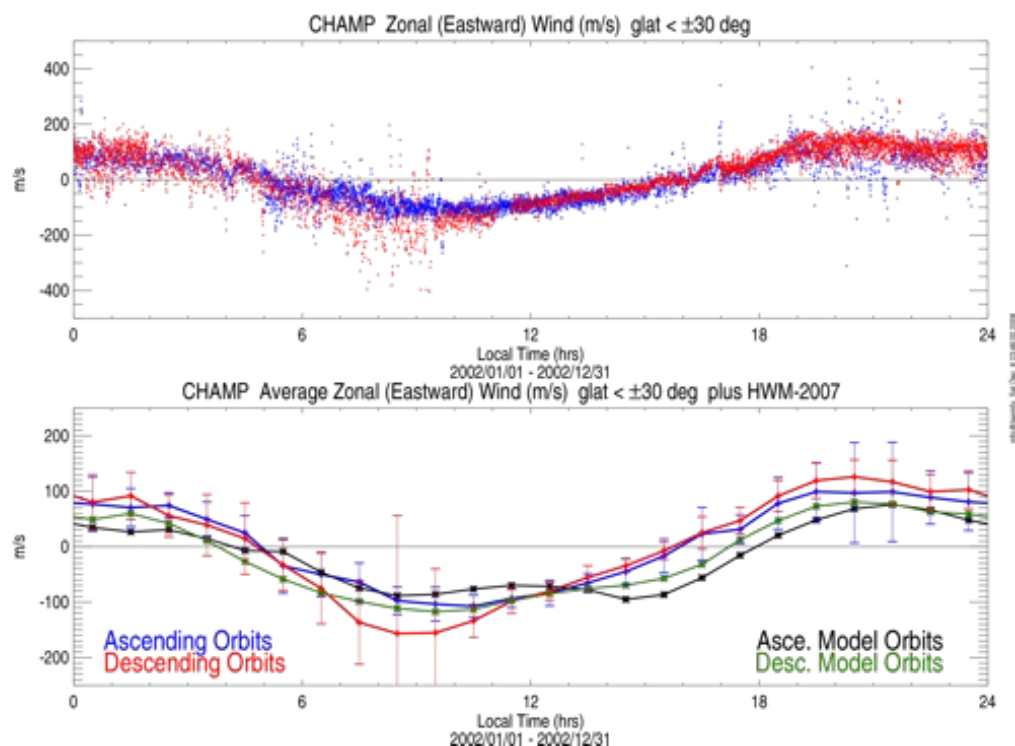 CHAMP Zonal (Eastward) Wind (m/s) glat < ±30 deg
400
200
0
-200
-400
m/s
0 6 12 18 24
Local Time (hrs)
2002/01/01 - 2002/12/31
CHAMP Average Zonal (Eastward) Wind (m/s) glat < ±30 deg plus HWM-2007
200
100
0
-100
-200
m/s
Ascending Orbits
Descending Orbits
Asce. Model Orbits
Desc. Model Orbits
0 6 12 18 24
Local Time (hrs)
2002/01/01 - 2002/12/31